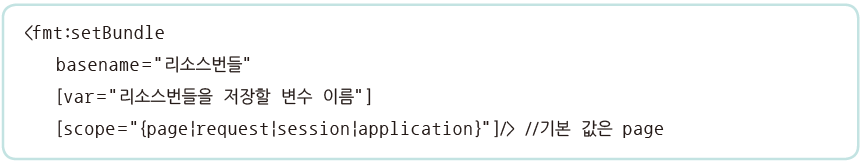 <fmt:setBundle
basename="리소스번들"
[var="리소스번들을 저장할 변수 이름"]
[scope="{page¦request¦session¦application}"]/> //기본 값은 page